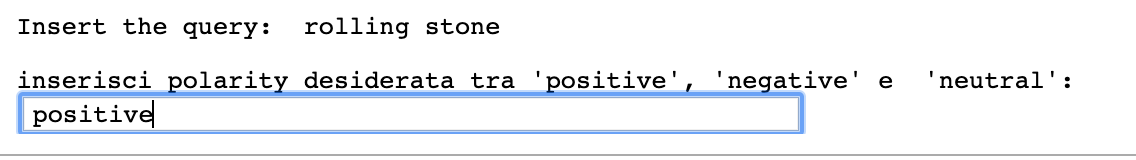 Insert the query:  rolling stone
inserisci polarity desiderata tra 'positive', 'negative' e  'neutral':
positive